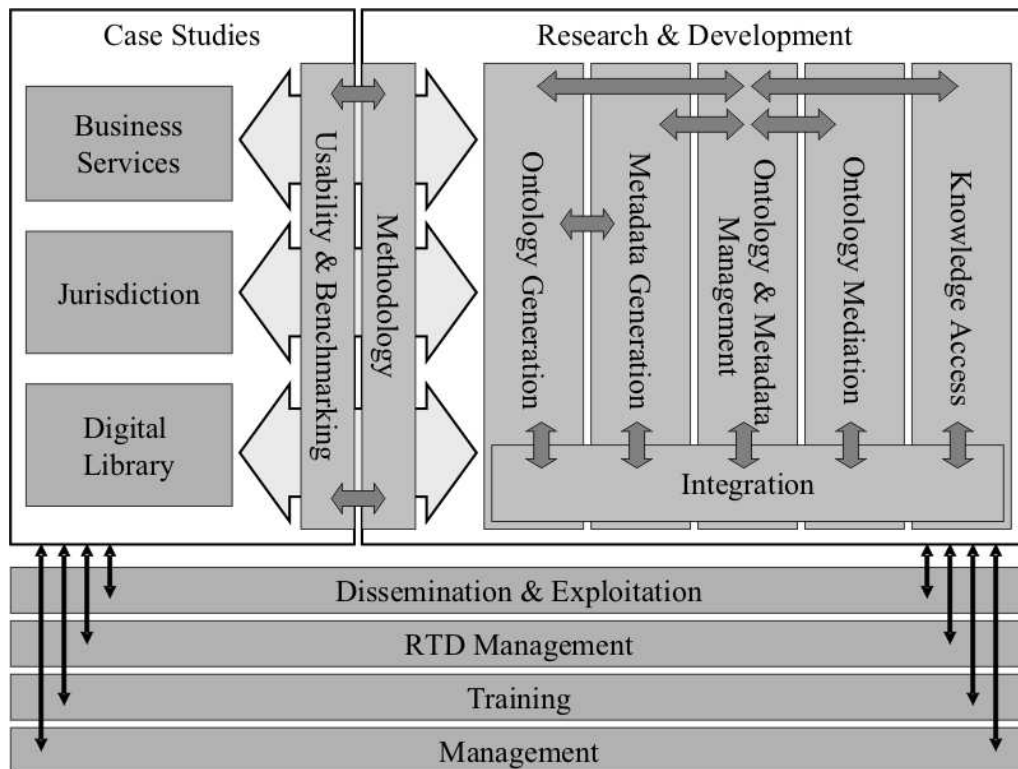 Case Studies
Research & Development
Business
Services
Jurisdiction
Digital
Library
Usability & Benchmarking
Methodology
Ontology Generation
Metadata Generation
Ontology & Metadata
Management
Ontology Mediation
Knowledge Access
Integration
Dissemination & Exploitation
RTD Management
Training
Management